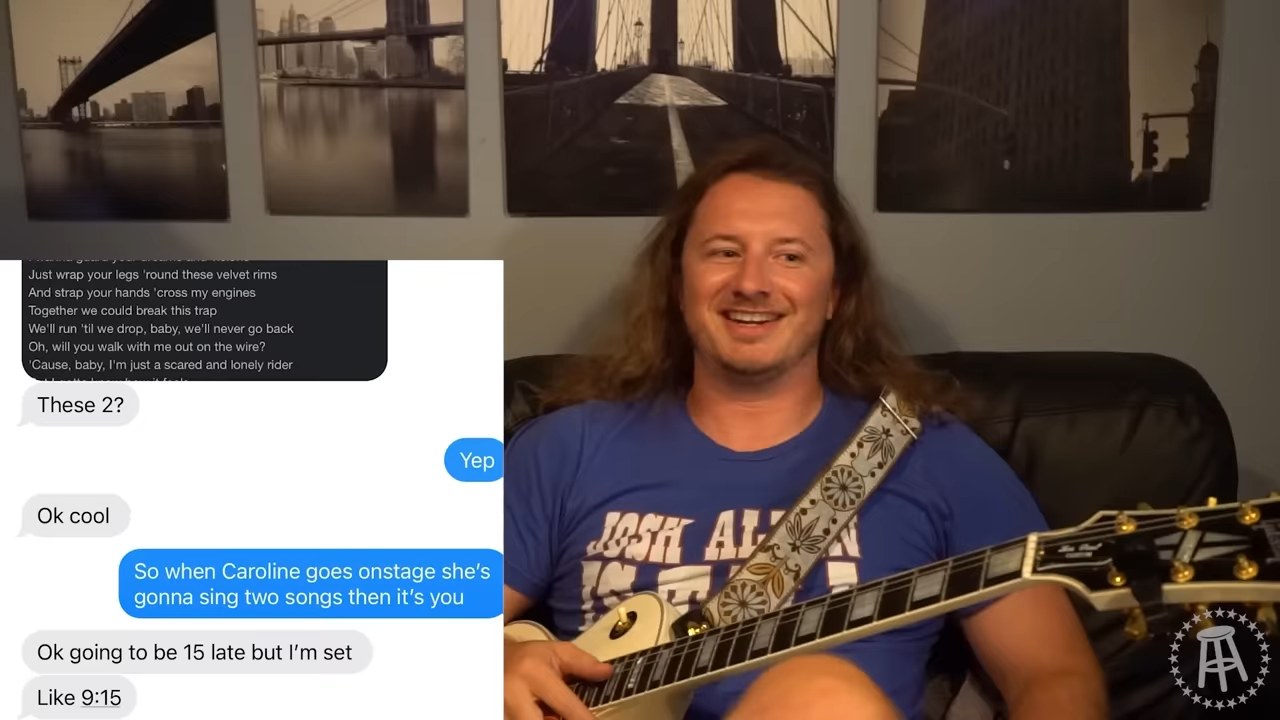 Just wrap your legs 'round these velvet rims
And strap your hands 'cross my engines
Together we could break this trap
We'll run 'til we drop, baby, we'll never go back
Oh, will you walk with me out on the wire?
'Cause, baby, I'm just a scared and lonely rider
These 2?
Yep
Ok cool
So when Caroline goes onstage she's
gonna sing two songs then it's you
Ok going to be 15 late but I'm set
Like 9:15
JOSH
IS